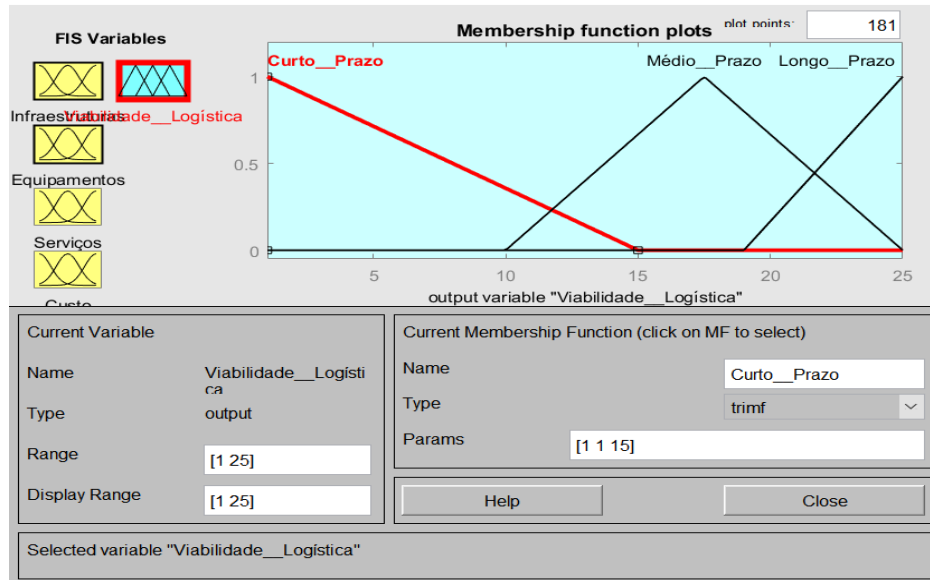 Membership function plots
plot points:
181
FIS Variables
Infraestruturas
Viabilidade__Logística
Equipamentos
Serviços
Custo
Curto__Prazo
Médio__Prazo
Longo__Prazo
1
0.5
0
5
10
15
20
25
output variable "Viabilidade__Logística"
Current Variable
Name
Viabilidade__Logísti
ca
Type
output
Range
[1 25]
Display Range
[1 25]
Current Membership Function (click on MF to select)
Name
Curto__Prazo
Type
trimf
Params
[1 1 15]
Help
Close
Selected variable "Viabilidade__Logística"